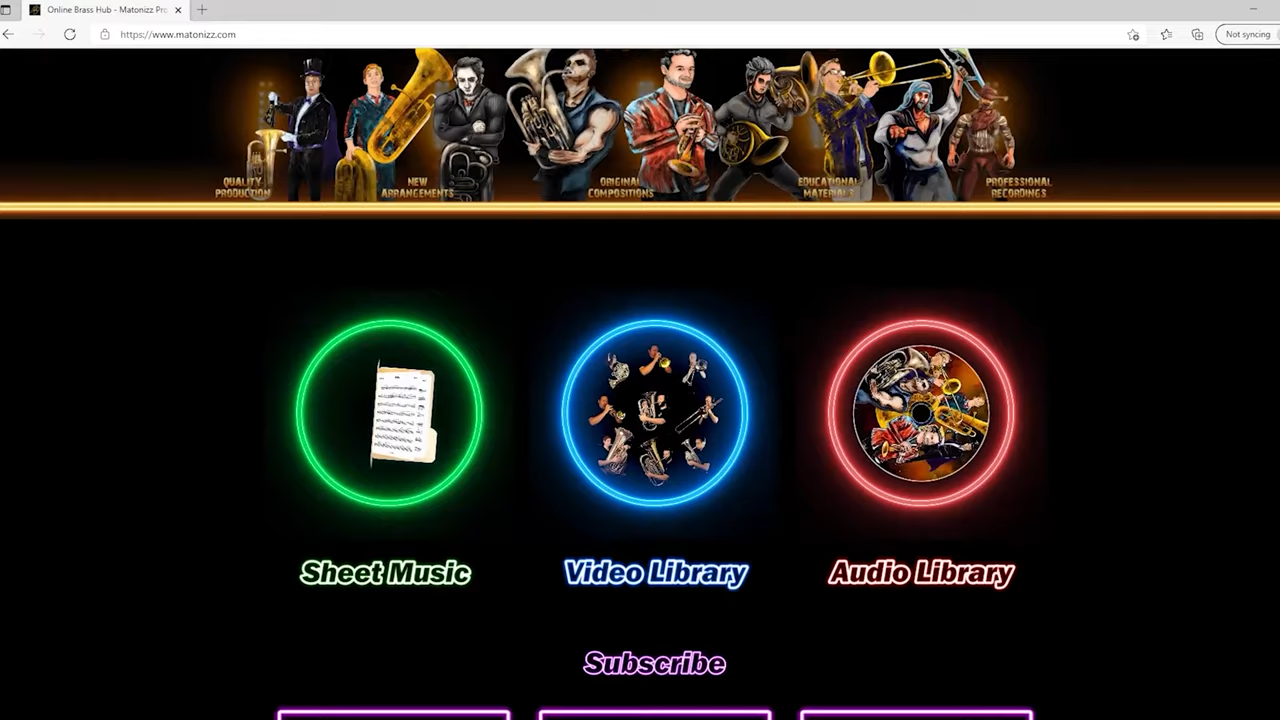 Online Brass Hub - Matonizz Pro
https://www.matonizz.com
Not syncing
QUALITY
PRODUCTION
NEW
ARRANGEMENTS
ORIGINAL
COMPOSITIONS
EDUCATIONAL
MATERIALS
PROFESSIONAL
RECORDINGS
Sheet Music
Video Library
Audio Library
Subscribe